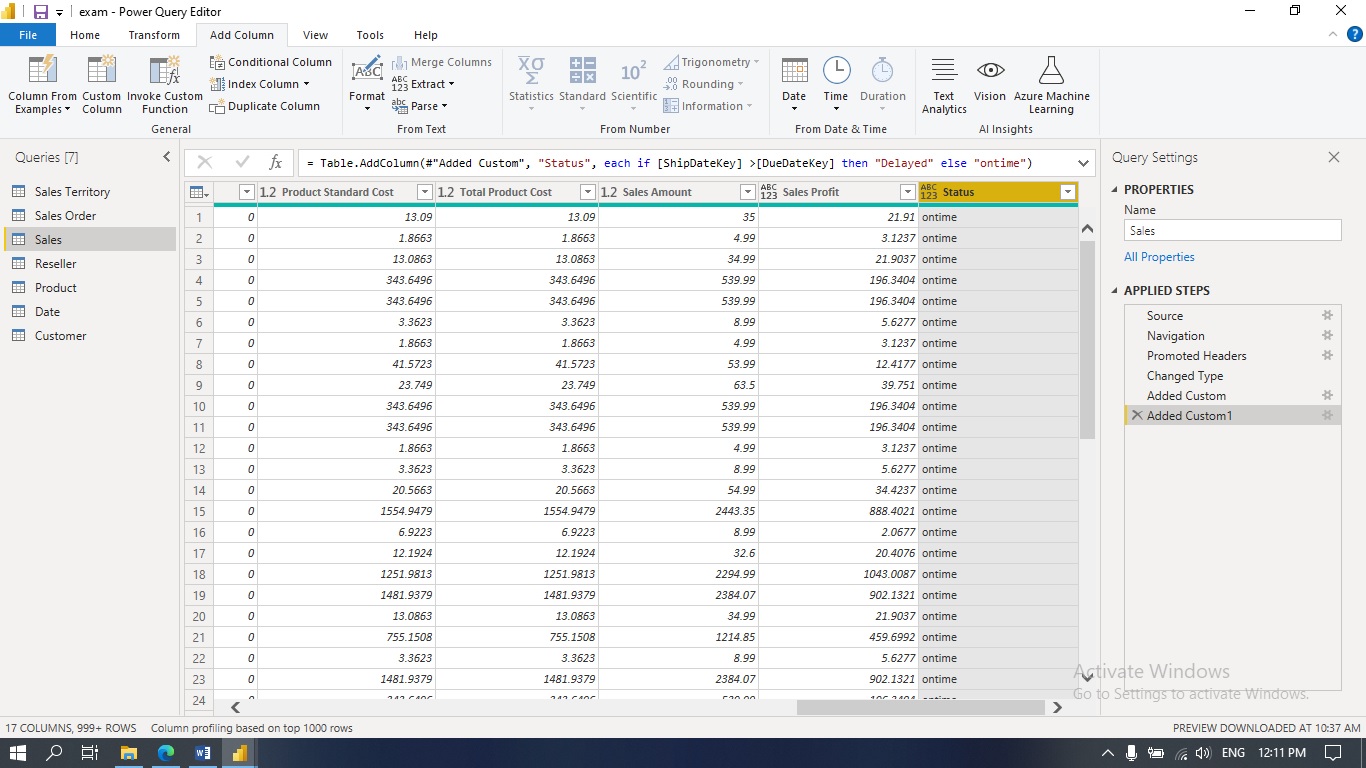 exam - Power Query Editor
File Home Transform Add Column View Tools Help
Column From Examples
Custom Column
Invoke Custom Function
Conditional Column
Index Column
Duplicate Column
General
Format
Merge Columns
Extract
Parse
From Text
Statistics
Standard
Scientific
Trigonometry
Rounding
Information
From Number
Date
Time
Duration
From Date & Time
Text Analytics
Vision
Azure Machine Learning
AI Insights
Queries [7]
Sales Territory
Sales Order
Sales
Reseller
Product
Date
Customer
= Table.AddColumn(#"Added Custom", "Status", each if [ShipDateKey] >[DueDateKey] then "Delayed" else "ontime")
1.2 Product Standard Cost 1.2 Total Product Cost 1.2 Sales Amount ABC 123 Sales Profit ABC 123 Status
1 0 13.09 13.09 35 21.91 ontime
2 0 1.8663 1.8663 4.99 3.1237 ontime
3 0 13.0863 13.0863 34.99 21.9037 ontime
4 0 343.6496 343.6496 539.99 196.3404 ontime
5 0 343.6496 343.6496 539.99 196.3404 ontime
6 0 3.3623 3.3623 8.99 5.6277 ontime
7 0 1.8663 1.8663 4.99 3.1237 ontime
8 0 41.5723 41.5723 53.99 12.4177 ontime
9 0 23.749 23.749 63.5 39.751 ontime
10 0 343.6496 343.6496 539.99 196.3404 ontime
11 0 343.6496 343.6496 539.99 196.3404 ontime
12 0 1.8663 1.8663 4.99 3.1237 ontime
13 0 3.3623 3.3623 8.99 5.6277 ontime
14 0 20.5663 20.5663 54.99 34.4237 ontime
15 0 1554.9479 1554.9479 2443.35 888.4021 ontime
16 0 6.9223 6.9223 8.99 2.0677 ontime
17 0 12.1924 12.1924 32.6 20.4076 ontime
18 0 1251.9813 1251.9813 2294.99 1043.0087 ontime
19 0 1481.9379 1481.9379 2384.07 902.1321 ontime
20 0 13.0863 13.0863 34.99 21.9037 ontime
21 0 755.1508 755.1508 1214.85 459.6992 ontime
22 0 3.3623 3.3623 8.99 5.6277 ontime
23 0 1481.9379 1481.9379 2384.07 902.1321 ontime
24
Query Settings
PROPERTIES
Name
Sales
All Properties
APPLIED STEPS
Source
Navigation
Promoted Headers
Changed Type
Added Custom
Added Custom1
Activate Windows
Go to Settings to activate Windows.
17 COLUMNS, 999+ ROWS Column profiling based on top 1000 rows PREVIEW DOWNLOADED AT 10:37 AM
ENG 12:11 PM